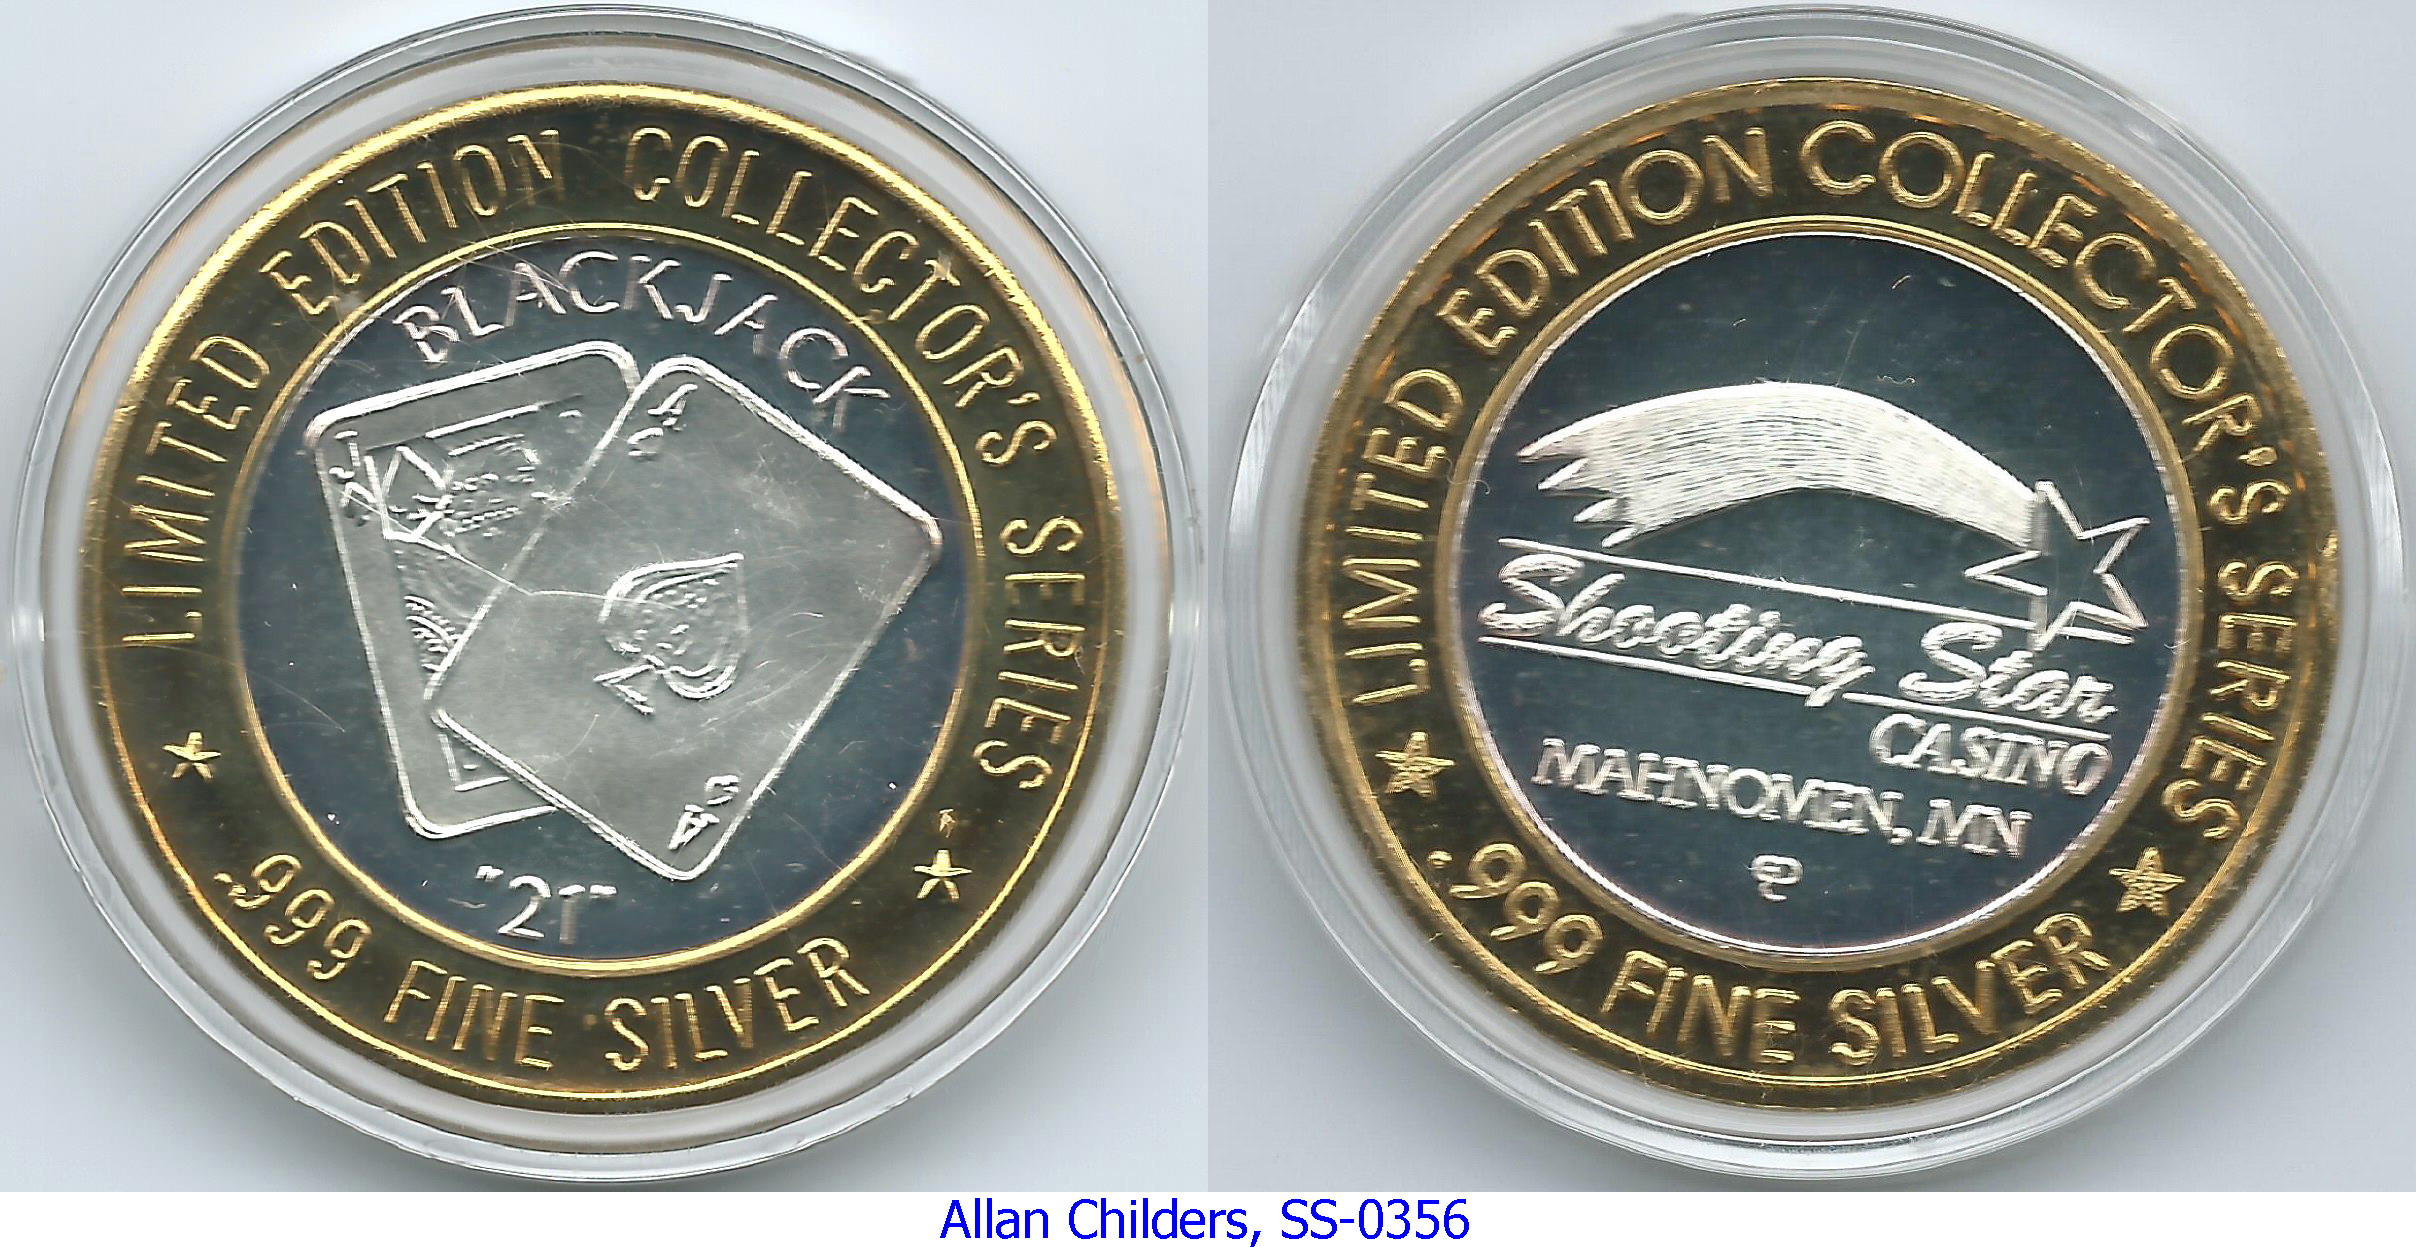 LIMITED EDITION COLLECTOR'S SERIES
BLACKJACK
J
A
A
"21"
.999 FINE SILVER
LIMITED EDITION COLLECTOR'S SERIES
Shooting Star
CASINO
MAHNOMEN, MN
.999 FINE SILVER
Allan Childers, SS-0356